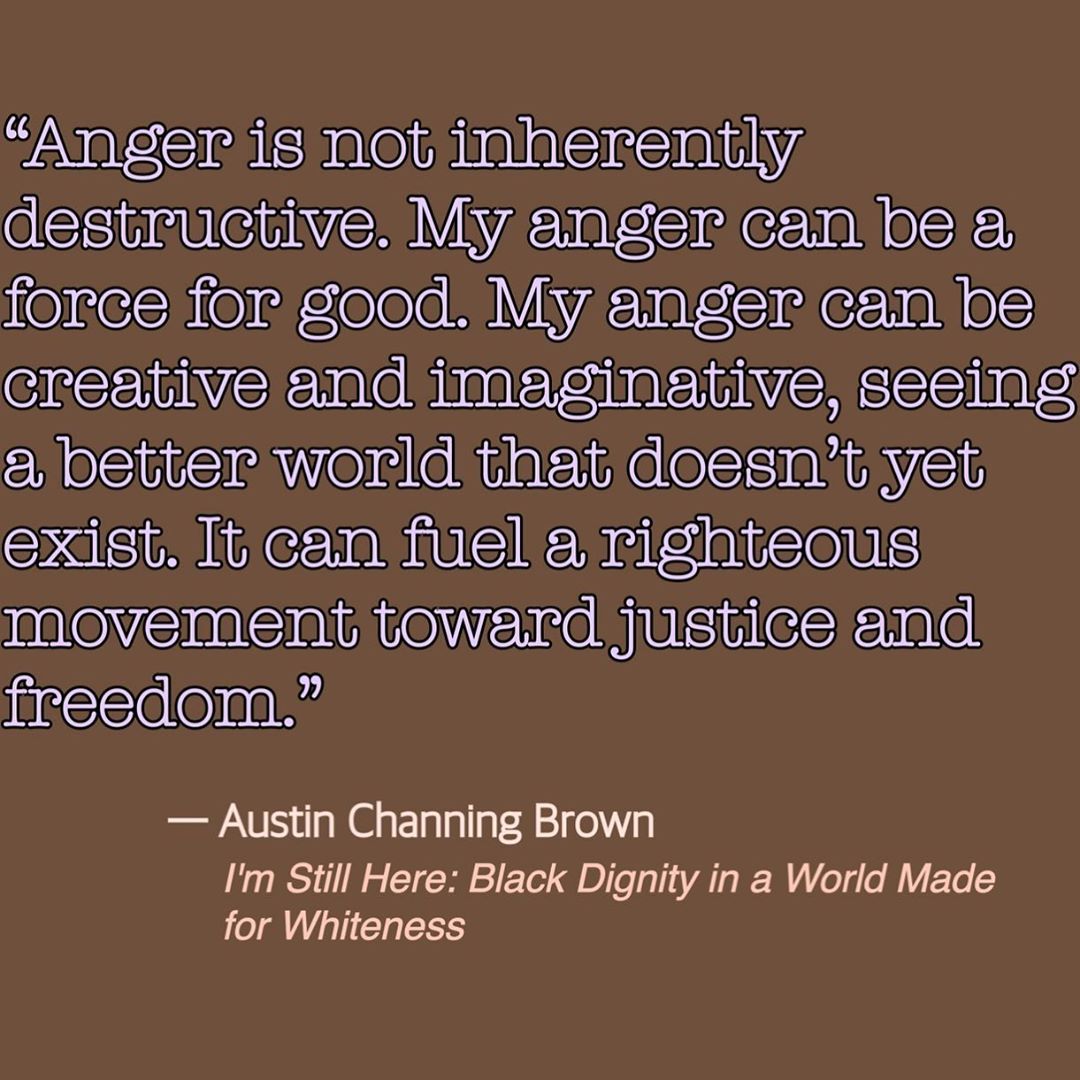 “Anger is not inherently
destructive. My anger can be a
force for good. My anger can be
creative and imaginative, seeing
a better world that doesn’t yet
exist. It can fuel a righteous
movement toward justice and
freedom.”
— Austin Channing Brown
I'm Still Here: Black Dignity in a World Made
for Whiteness